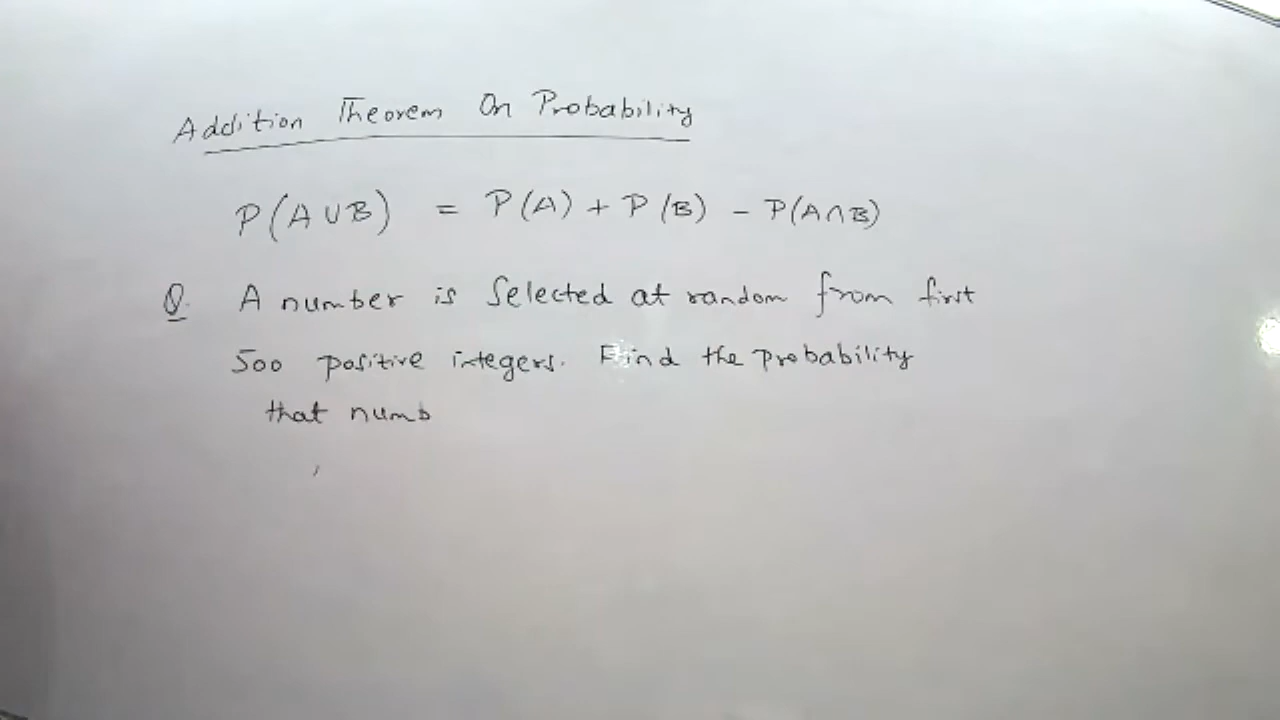 Addition Theorem On Probability
P(A∪B) = P(A) + P(B) - P(A∩B)
Q. A number is Selected at random from first
500 positive integers. Find the probability
that numb